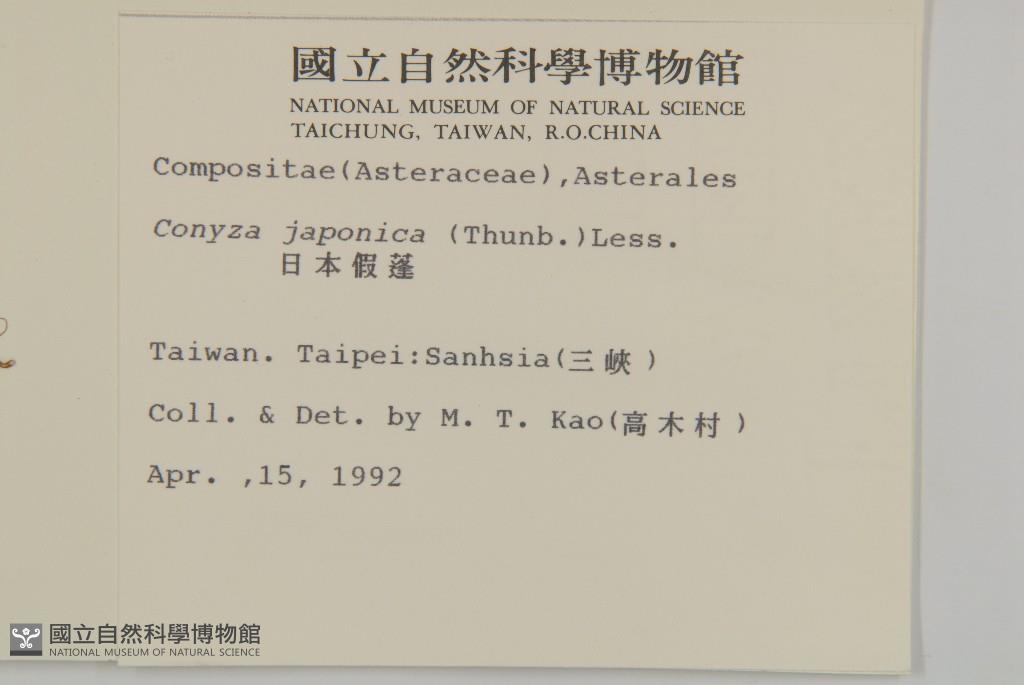 國立自然科學博物館
NATIONAL MUSEUM OF NATURAL SCIENCE
TAICHUNG, TAIWAN, R.O.CHINA
Compositae(Asteraceae),Asterales
Conyza japonica (Thunb.)Less.
日本假蓬
Taiwan. Taipei:Sanhsia(三峽)
Coll. & Det. by M. T. Kao(高木村)
Apr. ,15, 1992
國立自然科學博物館
NATIONAL MUSEUM OF NATURAL SCIENCE